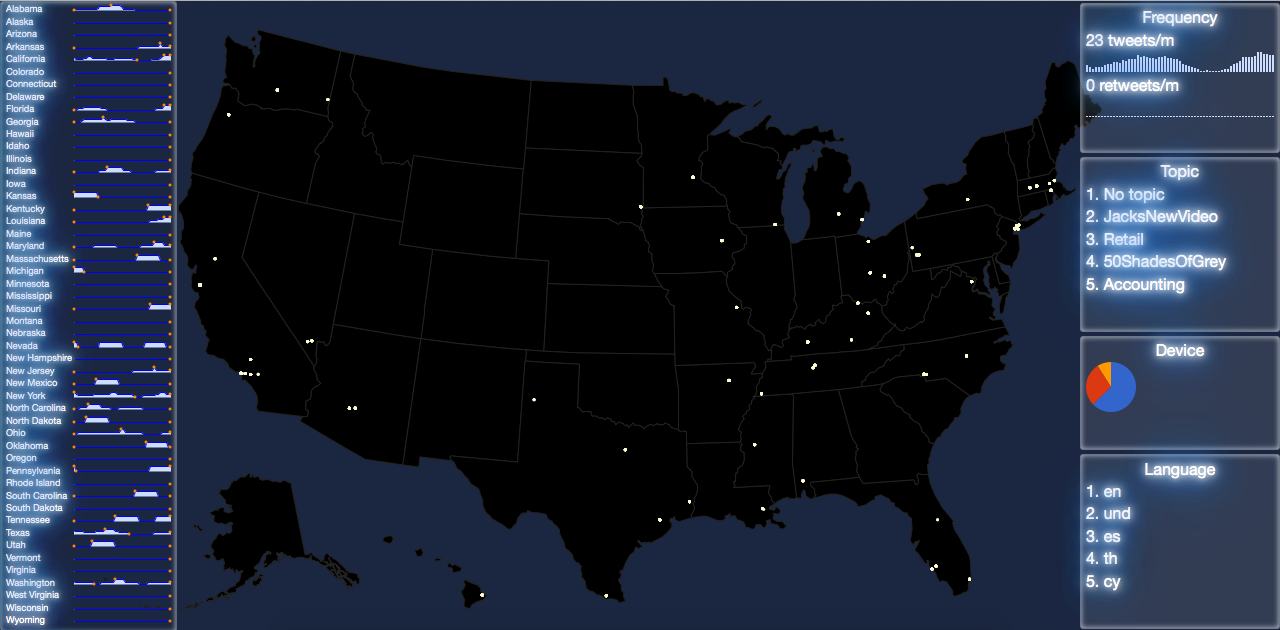 Alabama
Alaska
Arizona
Arkansas
California
Colorado
Connecticut
Delaware
Florida
Georgia
Hawaii
Idaho
Illinois
Indiana
Iowa
Kansas
Kentucky
Louisiana
Maine
Maryland
Massachusetts
Michigan
Minnesota
Mississippi
Missouri
Montana
Nebraska
Nevada
New Hampshire
New Jersey
New Mexico
New York
North Carolina
North Dakota
Ohio
Oklahoma
Oregon
Pennsylvania
Rhode Island
South Carolina
South Dakota
Tennessee
Texas
Utah
Vermont
Virginia
Washington
West Virginia
Wisconsin
Wyoming
Frequency
23 tweets/m
0 retweets/m
Topic
1. No topic
2. JacksNewVideo
3. Retail
4. 50ShadesOfGrey
5. Accounting
Device
Language
1. en
2. und
3. es
4. th
5. cy